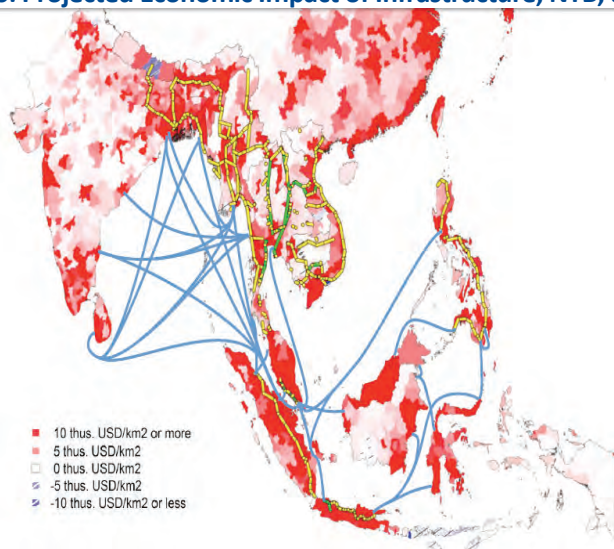 Projected Economic Impact of Infrastructure, NTB,
10 thus. USD/km2 or more
5 thus. USD/km2
0 thus. USD/km2
-5 thus. USD/km2
-10 thus. USD/km2 or less